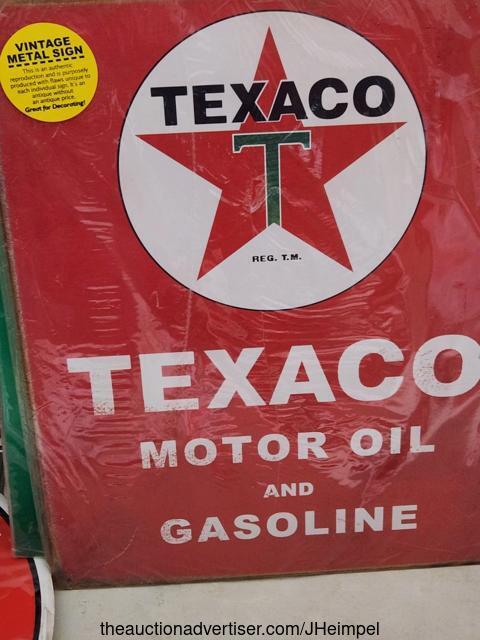 VINTAGE
METAL SIGN
This is an authentic
reproduction and is purposely
produced with flaws unique to
each individual sign. It's an
antique without
an antique price.
Great for Decorating!
TEXACO
T
REG. T.M.
TEXACO
MOTOR OIL
AND
GASOLINE
theauctionadvertiser.com/JHeimpel